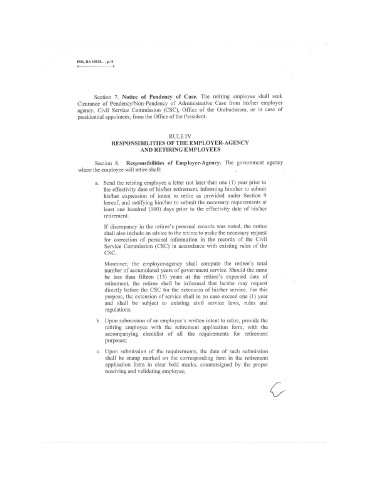 IRR, RA 10154.... p.
Section 7. Notice of Pendency of Case. The retiring employee shall seek
Clearance of Pendency/Non-Pendency of Administrative Case from his/her employer
agency, Civil Service Commission (CSC), Office of the Ombudsman, or in case of
presidential appointees, from the Office of the President.
RULE IV
RESPONSIBILITIES OF THE EMPLOYER-AGENCY
AND RETIRING EMPLOYEES
Section 8. Responsibilities of Employer-Agency. The government agency
where the employee will retire shall:
a. Send the retiring employee a letter not later than one (1) year prior to
the effectivity date of his/her retirement, informing him/her to submit
his/her expression of intent to retire as provided under Section 9
hereof, and notifying him/her to submit the necessary requirements at
least one hundred (100) days prior to the effectivity date of his/her
retirement.
If discrepancy in the retiree's personal records was noted, the notice
shall also include an advice to the retiree to make the necessary request
for correction of personal information in the records of the Civil
Service Commission (CSC) in accordance with existing rules of the
CSC.
Moreover, the employer-agency shall compute the retiree's total
number of accumulated years of government service. Should the same
be less than fifteen (15) years at the retiree's expected date of
retirement, the retiree shall be informed that he/she may request
directly before the CSC for the extension of his/her service. For this
purpose, the extension of service shall in no case exceed one (1) year
and shall be subject to existing civil service laws, rules and
regulations.
b. Upon submission of an employee's written intent to retire, provide the
retiring employee with the retirement application form, with the
accompanying checklist of all the requirements for retirement
purposes;
c. Upon submission of the requirements, the date of such submission
shall be stamp marked on the corresponding item in the retirement
application form in clear bold marks, countersigned by the proper
receiving and validating employee;